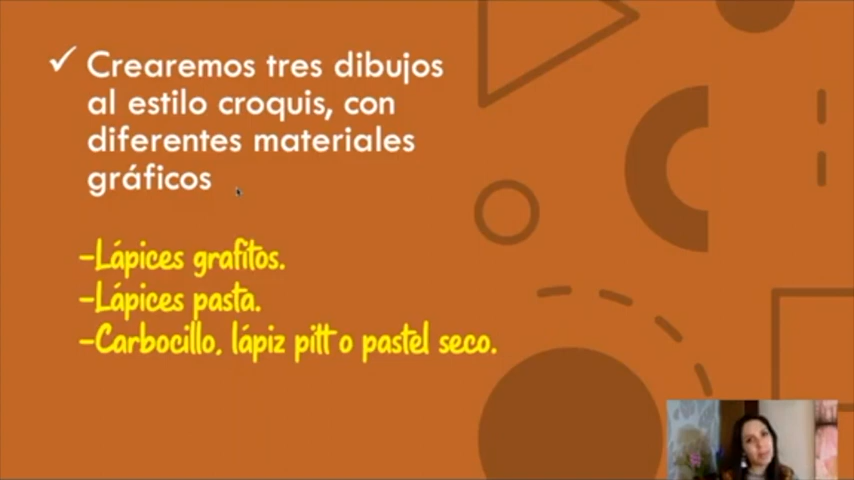 Crearemos tres dibujos
al estilo croquis, con
diferentes materiales
gráficos
-Lápices grafitos.
-Lápices pasta.
-Carbocillo, lápiz pitt o pastel seco.